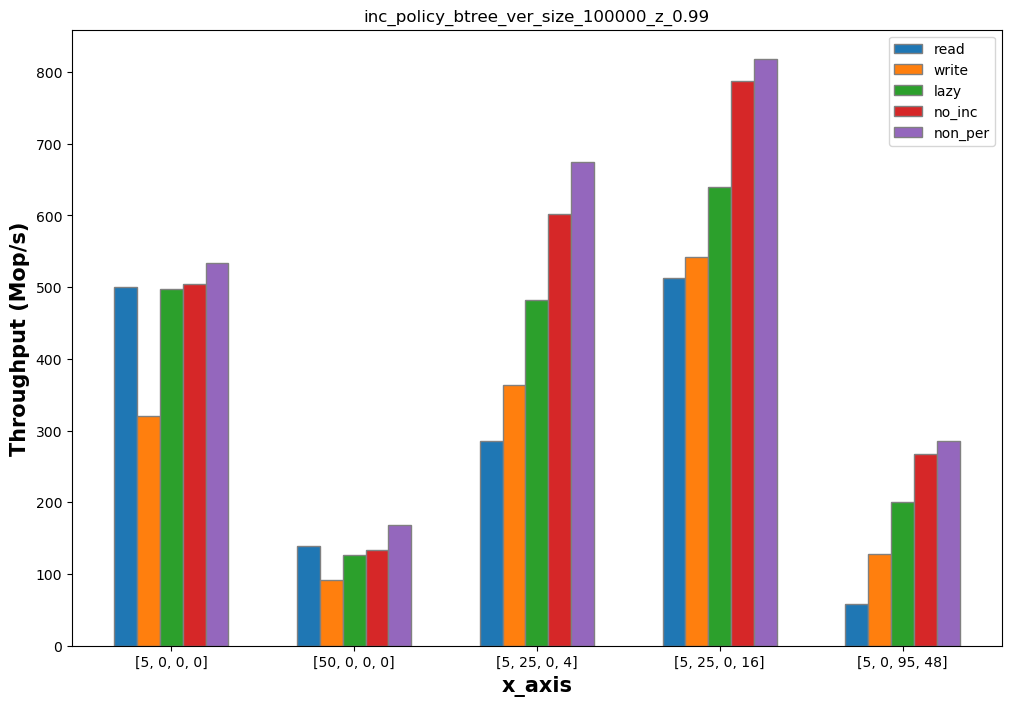 inc_policy_btree_ver_size_100000_z_0.99
read
write
lazy
no_inc
non_per
Throughput (Mop/s)
800
700
600
500
400
300
200
100
0
[5, 0, 0, 0]
[50, 0, 0, 0]
[5, 25, 0, 4]
[5, 25, 0, 16]
[5, 0, 95, 48]
x_axis